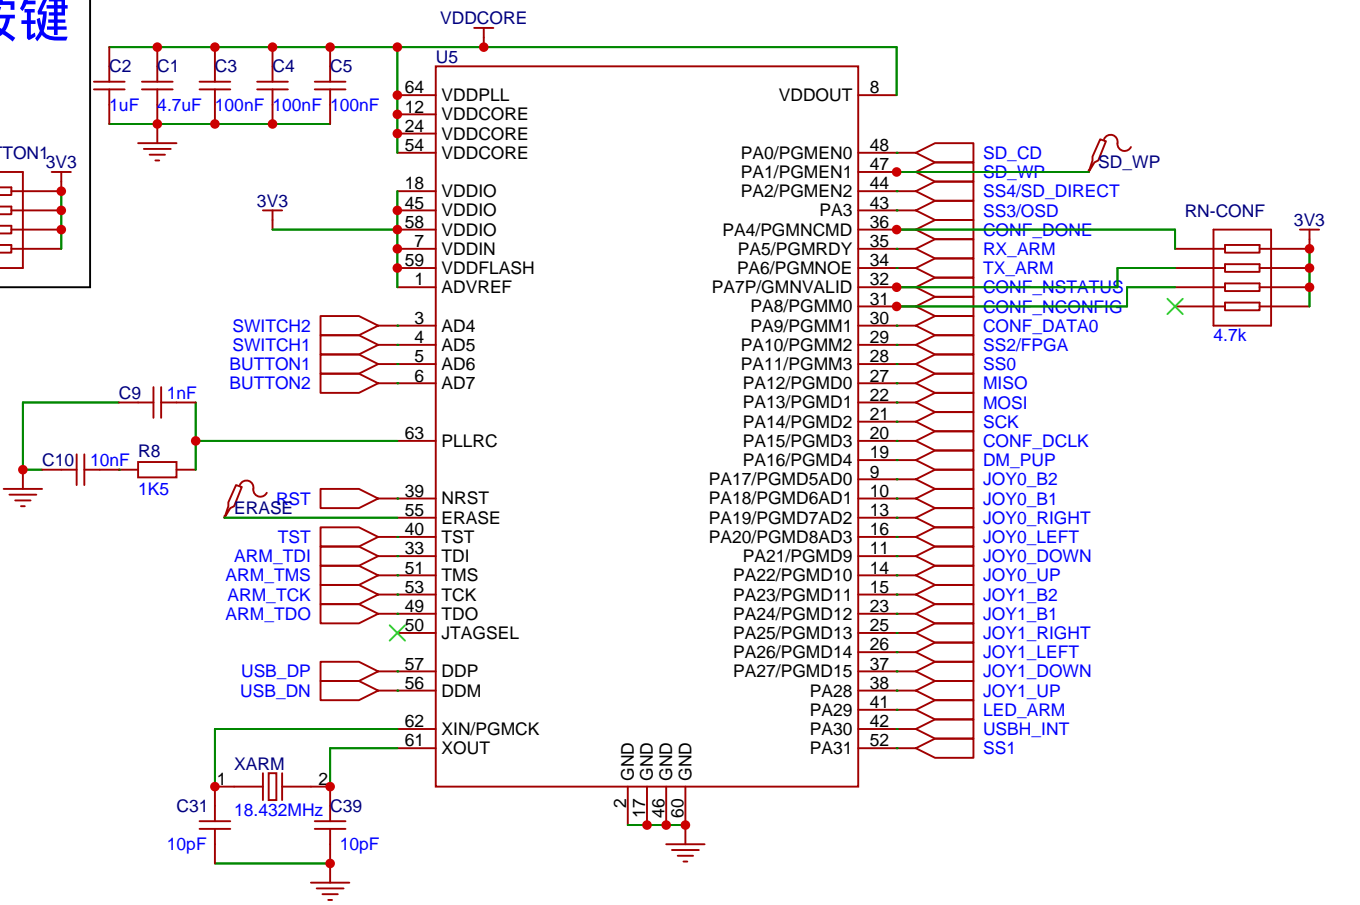 按键
VDDCORE
U5
C2
C1
C3
C4
C5
1uF
4.7uF
100nF
100nF
100nF
TTON1
3V3
3V3
64 VDDPLL
12 VDDCORE
24 VDDCORE
54 VDDCORE
18 VDDIO
45 VDDIO
58 VDDIO
7 VDDIN
59 VDDFLASH
1 ADVREF
SWITCH2 3 AD4
SWITCH1 4 AD5
BUTTON1 5 AD6
BUTTON2 6 AD7
C9 1nF
63 PLLRC
C10 10nF R8
1K5
RST 39 NRST
ERASE 55 ERASE
TST 40 TST
ARM_TDI 33 TDI
ARM_TMS 51 TMS
ARM_TCK 53 TCK
ARM_TDO 49 TDO
50 JTAGSEL
USB_DP 57 DDP
USB_DN 56 DDM
62 XIN/PGMCK
61 XOUT
XARM
1 2
18.432MHz
C31 C39
10pF 10pF
VDDOUT 8
PA0/PGMEN0 48 SD_CD
PA1/PGMEN1 47 SD_WP
SD_WP
PA2/PGMEN2 44 SS4/SD_DIRECT
PA3 43 SS3/OSD
PA4/PGMNCMD 36 CONF_DONE
PA5/PGMRDY 35 RX_ARM
PA6/PGMNOE 34 TX_ARM
PA7P/GMNVALID 32 CONF_NSTATUS
PA8/PGMM0 31 CONF_NCONFIG
PA9/PGMM1 30 CONF_DATA0
PA10/PGMM2 29 SS2/FPGA
PA11/PGMM3 28 SS0
PA12/PGMD0 27 MISO
PA13/PGMD1 22 MOSI
PA14/PGMD2 21 SCK
PA15/PGMD3 20 CONF_DCLK
PA16/PGMD4 19 DM_PUP
PA17/PGMD5AD0 9 JOY0_B2
PA18/PGMD6AD1 10 JOY0_B1
PA19/PGMD7AD2 13 JOY0_RIGHT
PA20/PGMD8AD3 16 JOY0_LEFT
PA21/PGMD9 11 JOY0_DOWN
PA22/PGMD10 14 JOY0_UP
PA23/PGMD11 15 JOY1_B2
PA24/PGMD12 23 JOY1_B1
PA25/PGMD13 25 JOY1_RIGHT
PA26/PGMD14 26 JOY1_LEFT
PA27/PGMD15 37 JOY1_DOWN
PA28 38 JOY1_UP
PA29 41 LED_ARM
PA30 42 USBH_INT
PA31 52 SS1
RN-CONF
3V3
4.7k
GND GND GND GND
2 17 46 60